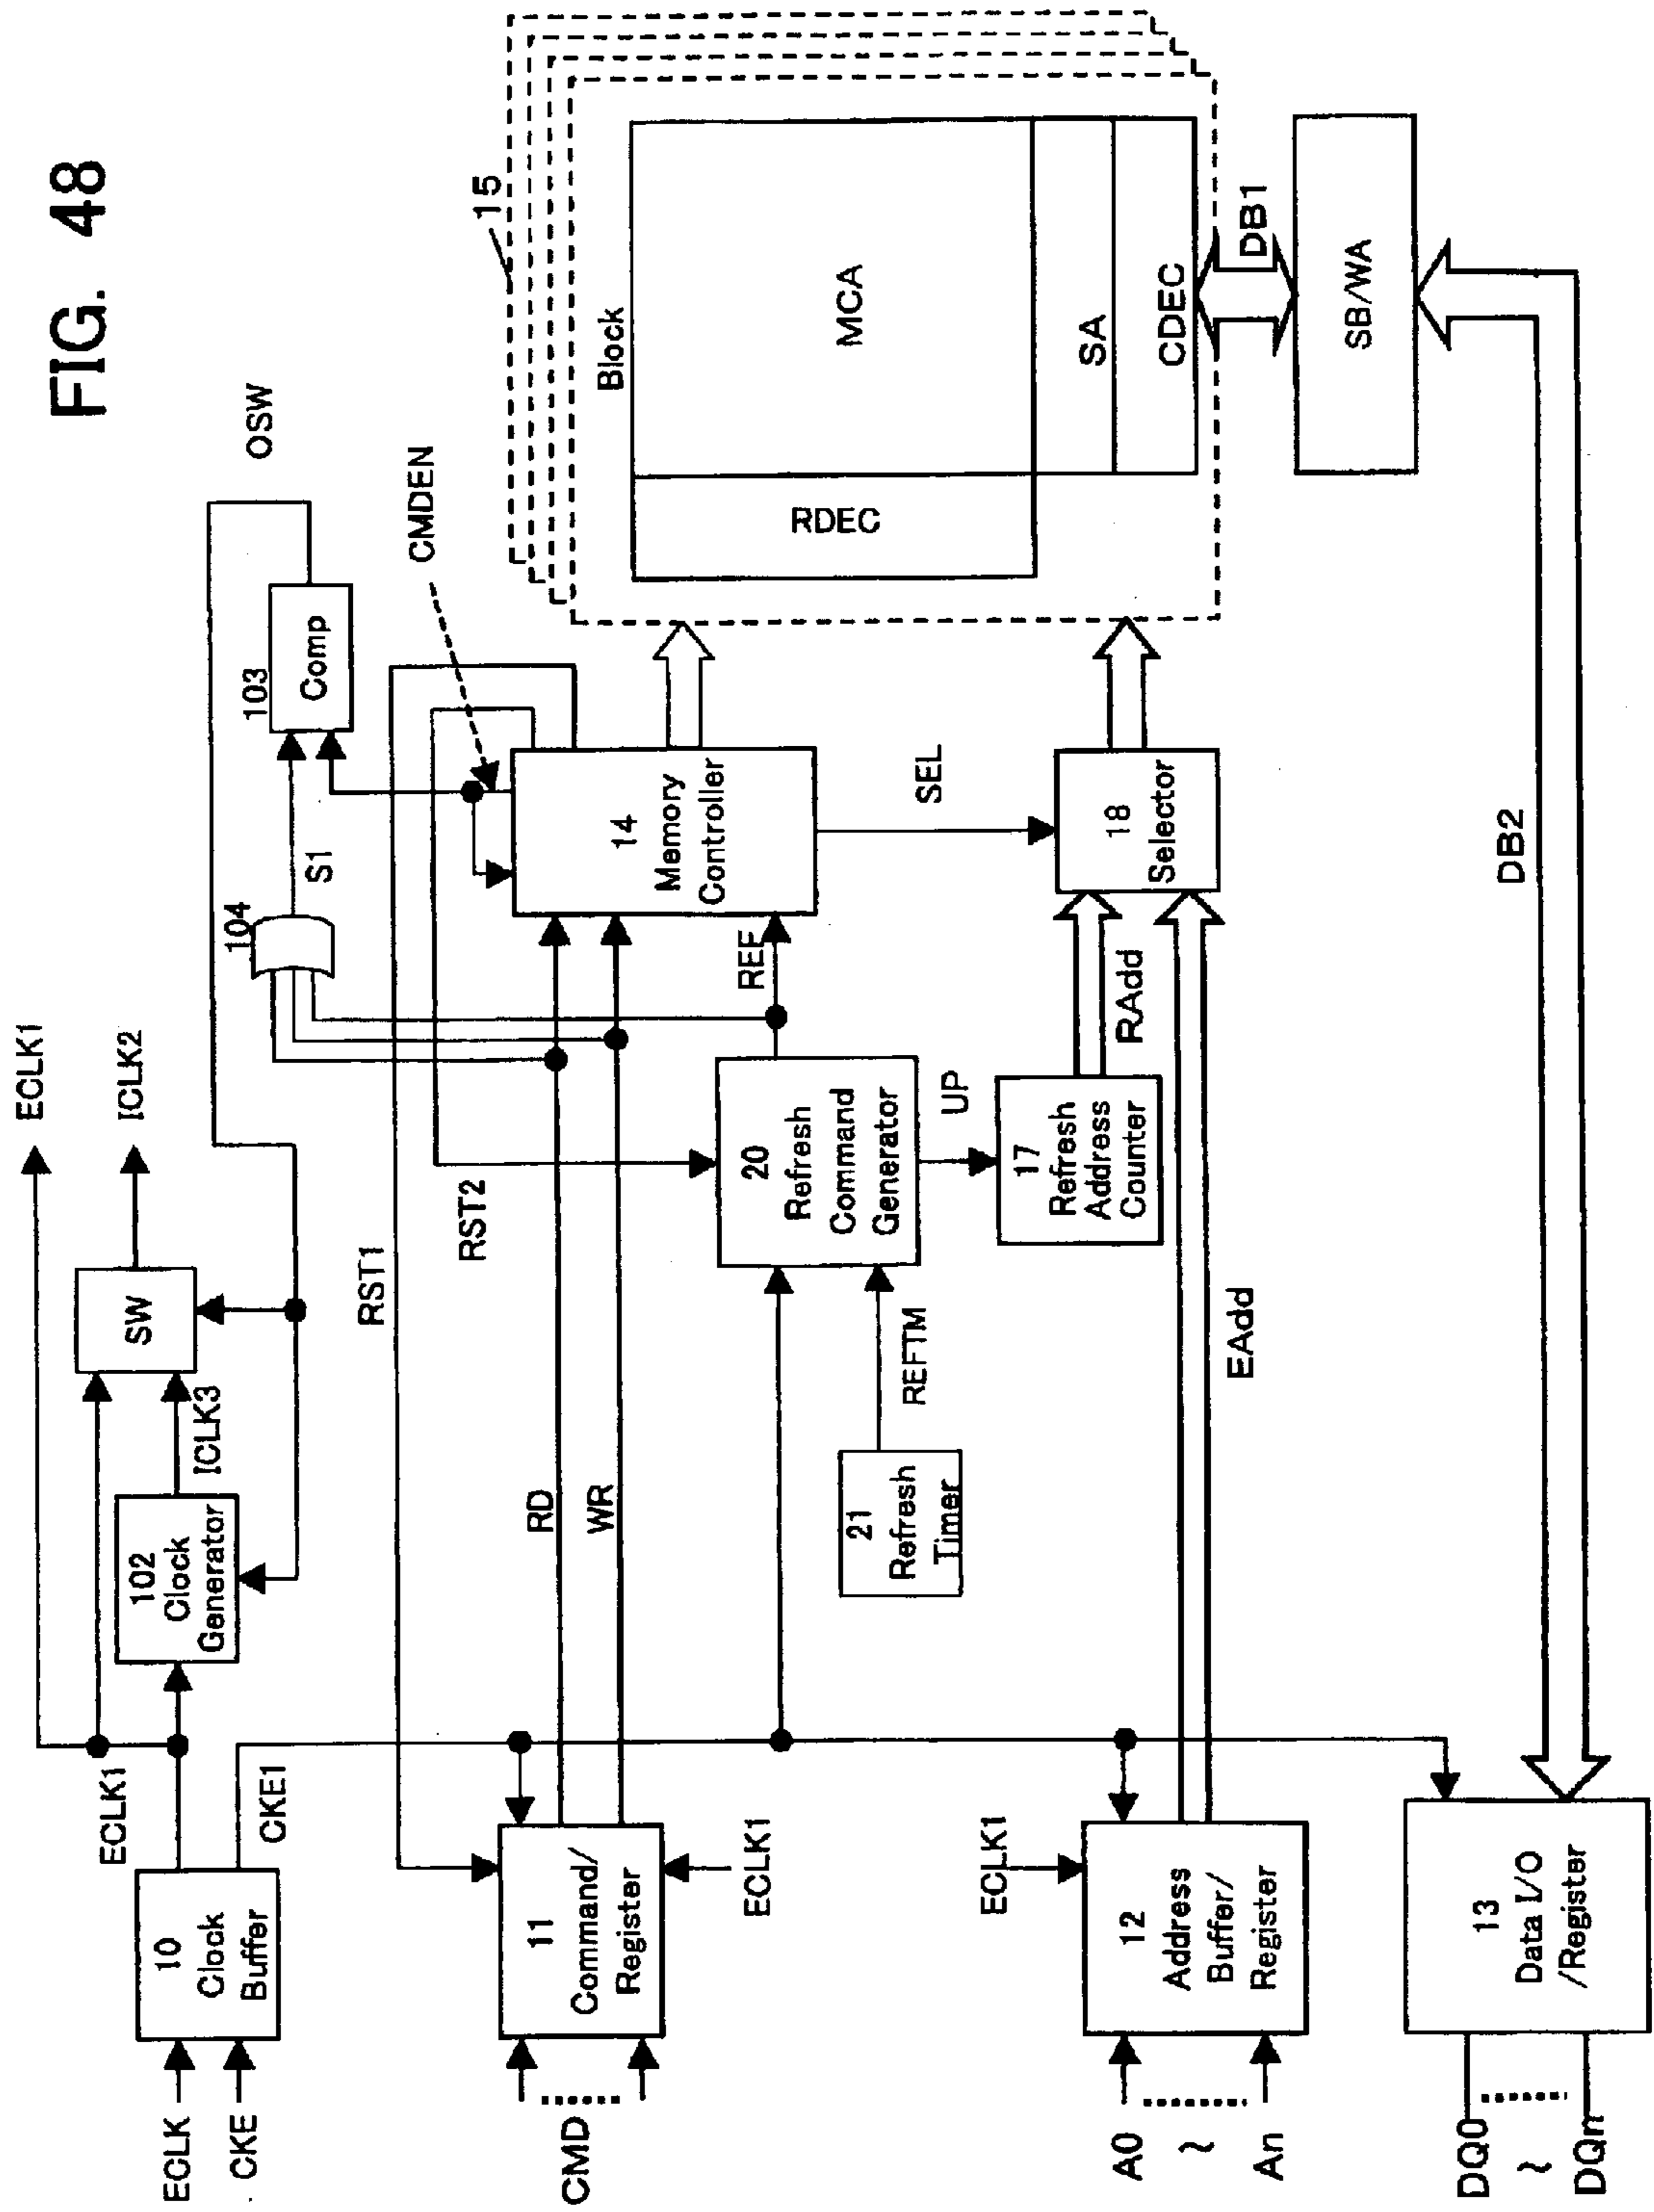 FIG. 48
ECLK1
ICLK2
OSW
SW
ICLK3
102
Clock
Generator
ECLK1
CKE1
10
Clock
Buffer
ECLK
CKE
104
S1
103
Comp
CMDEN
15
RST1
RST2
RD
WR
11
Command/
Register
CMD
ECLK1
14
Memory
Controller
REF
20
Refresh
Command
Generator
REFTM
21
Refresh
Timer
UP
17
Refresh
Address
Counter
RAdd
SEL
18
Selector
EAdd
ECLK1
12
Address
Buffer/
Register
A0
~
An
Block
MCA
RDEC
SA
CDEC
DB1
SB/WA
DB2
13
Data I/O
/Register
DQ0
~
DQn